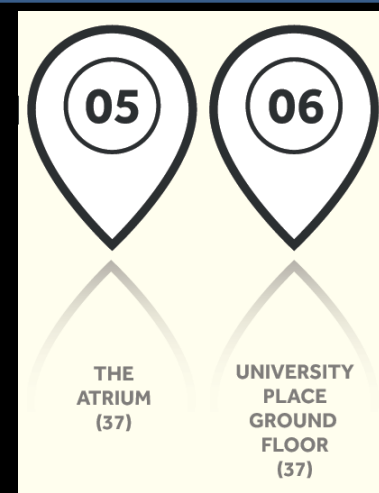 05
06
THE
ATRIUM
(37)
UNIVERSITY
PLACE
GROUND
FLOOR
(37)